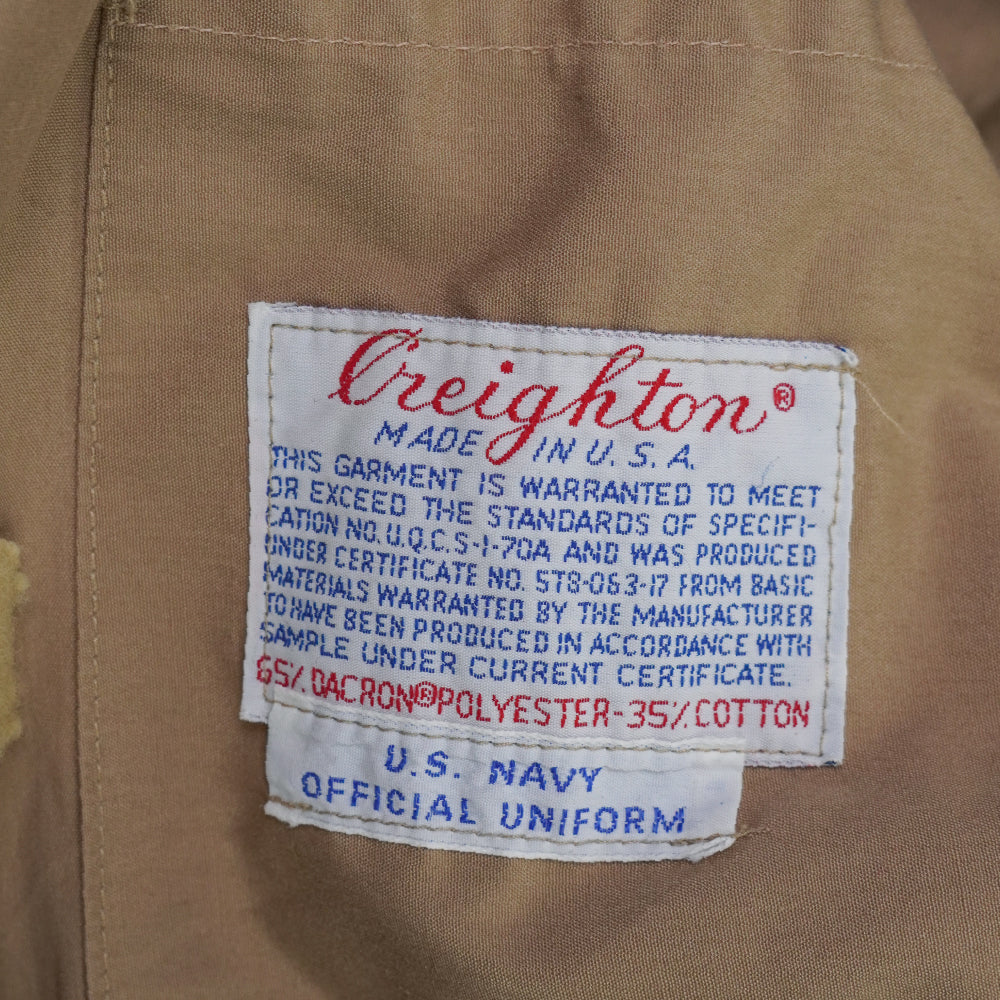 Creighton®
MADE IN U.S.A.
THIS GARMENT IS WARRANTED TO MEET
OR EXCEED THE STANDARDS OF SPECIFI-
CATION NO. U.Q.C.S-1-70A AND WAS PRODUCED
UNDER CERTIFICATE NO. STB-063-17 FROM BASIC
MATERIALS WARRANTED BY THE MANUFACTURER
TO HAVE BEEN PRODUCED IN ACCORDANCE WITH
SAMPLE UNDER CURRENT CERTIFICATE.
65% DACRON® POLYESTER-35% COTTON
U.S. NAVY
OFFICIAL UNIFORM